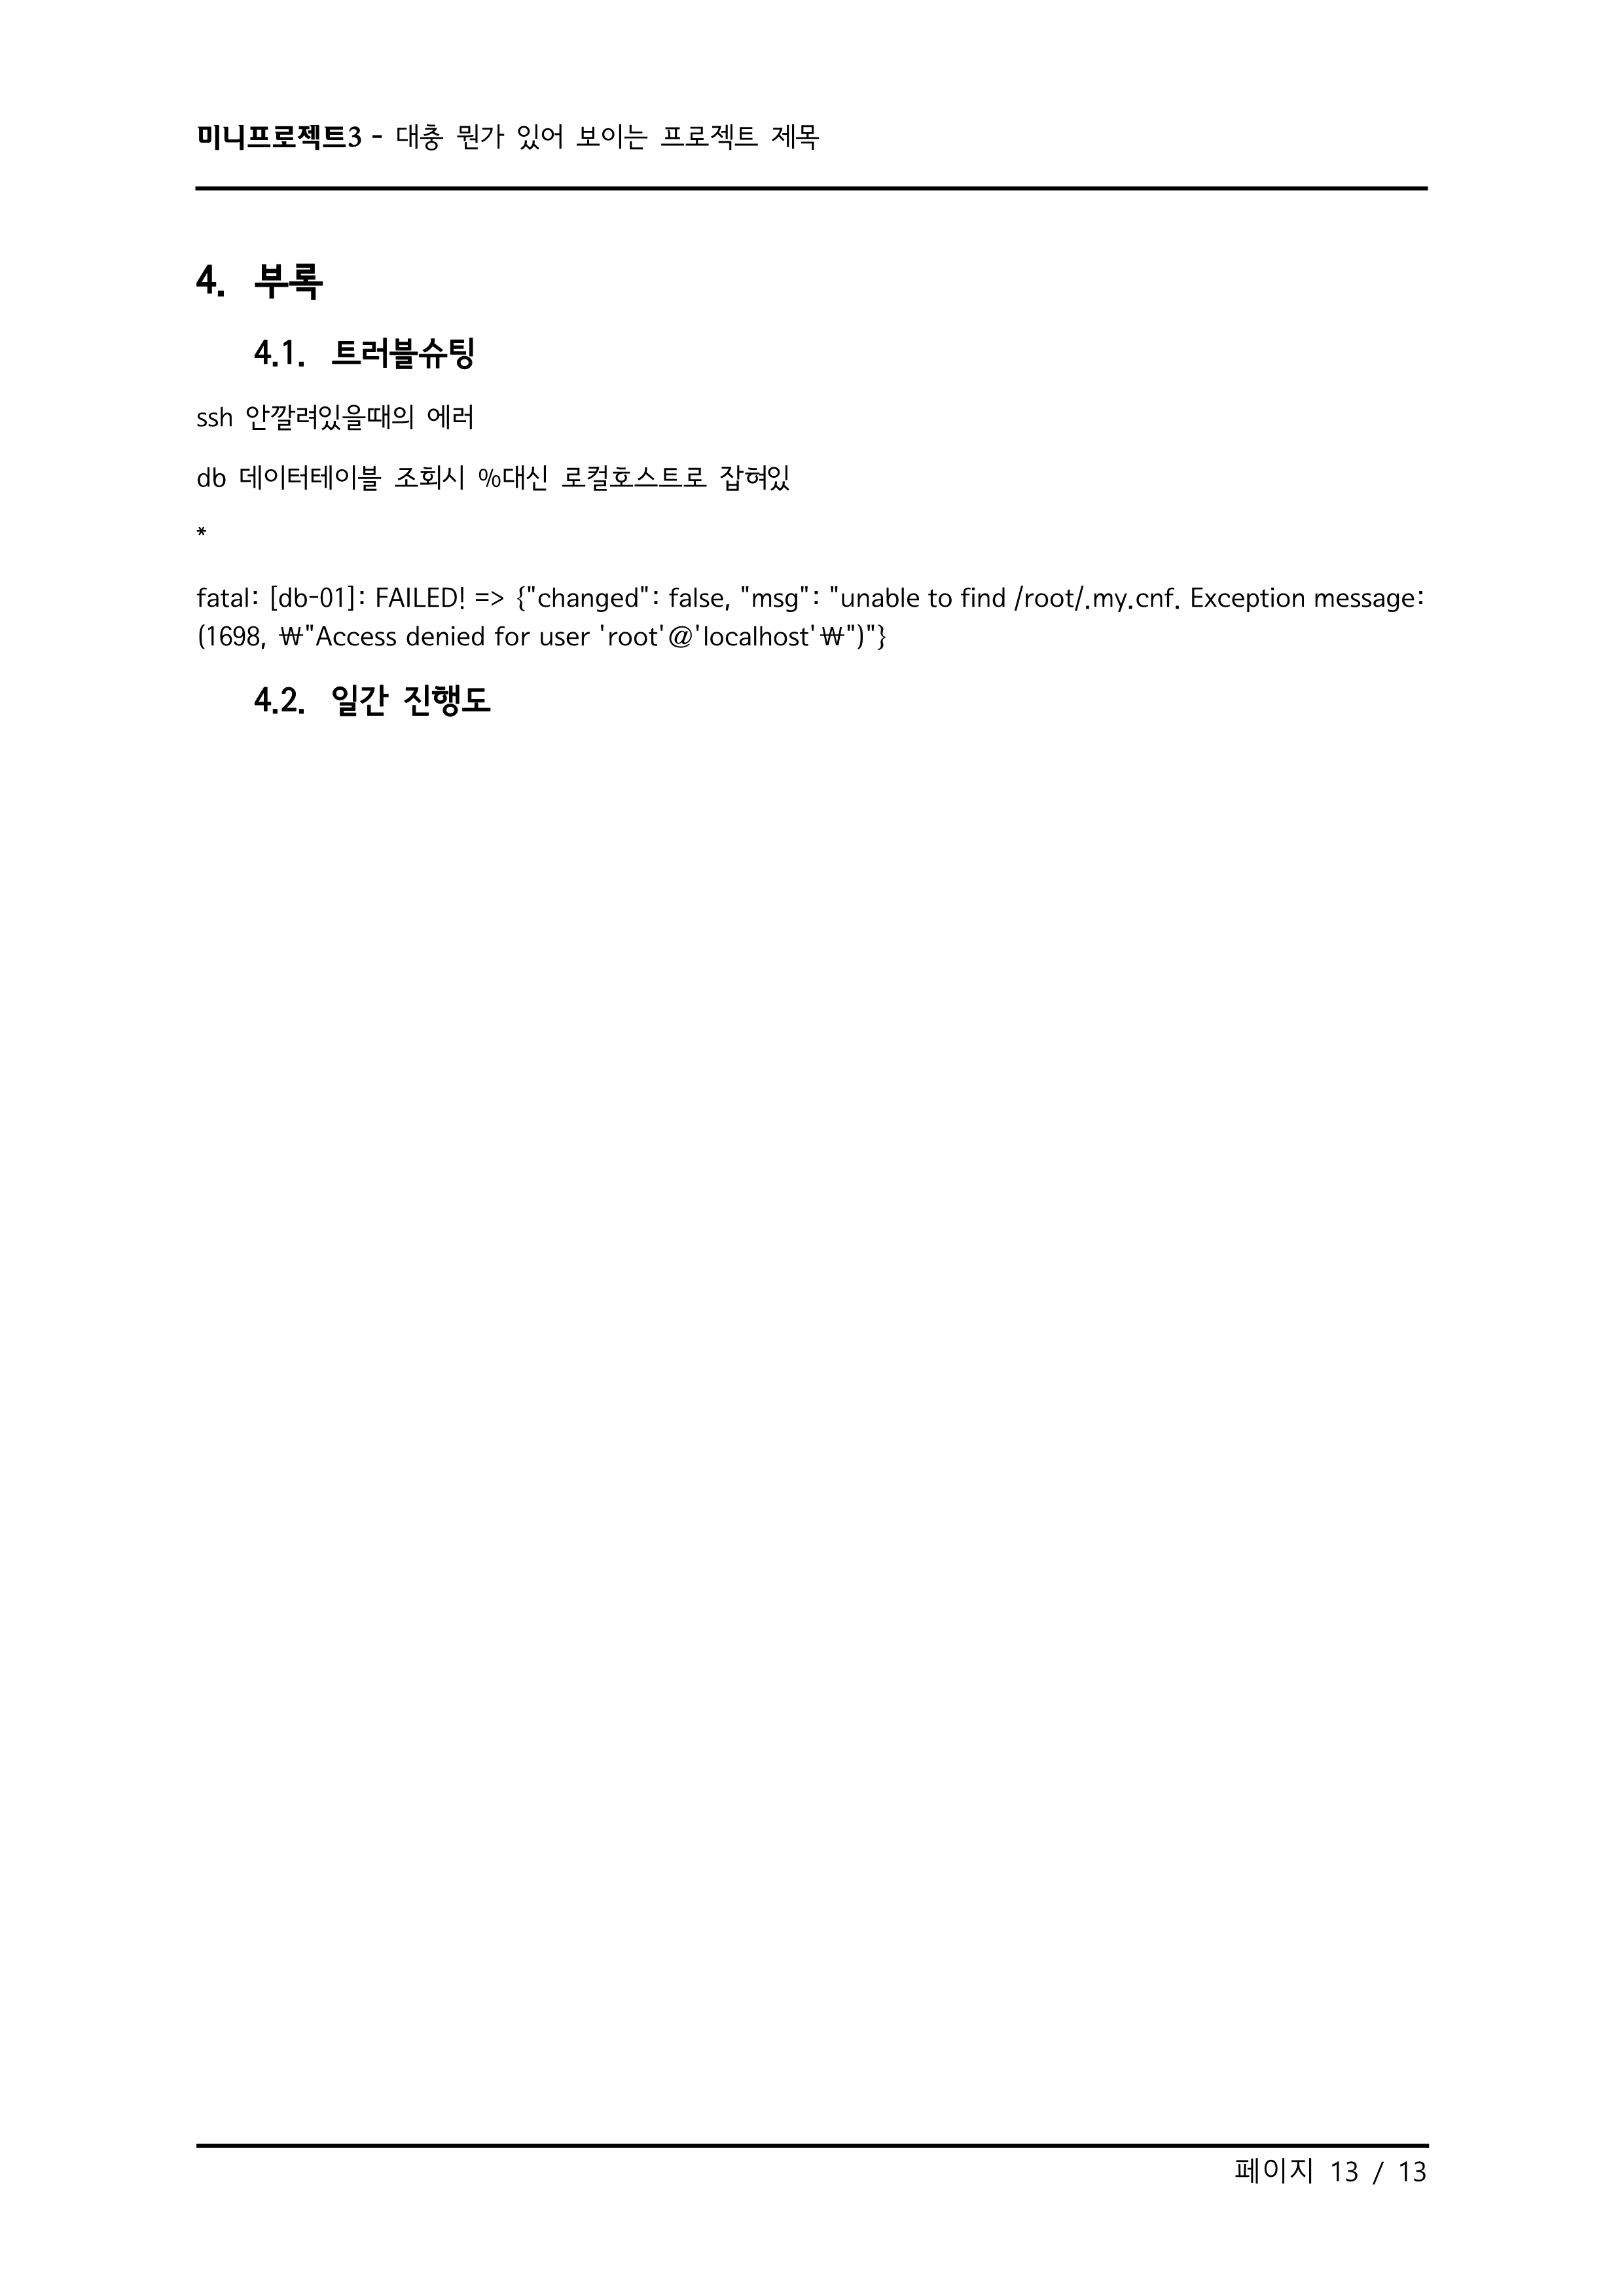 미니프로젝트3 - 대충 뭔가 있어 보이는 프로젝트 제목
4. 부록
4.1. 트러블슈팅
ssh 안깔려있을때의 에러
db 데이터테이블 조회시 %대신 로컬호스트로 잡혀있
*
fatal: [db-01]: FAILED! => {"changed": false, "msg": "unable to find /root/.my.cnf. Exception message:
(1698, ₩"Access denied for user 'root'@'localhost'₩")"}
4.2. 일간 진행도
페이지 13 / 13